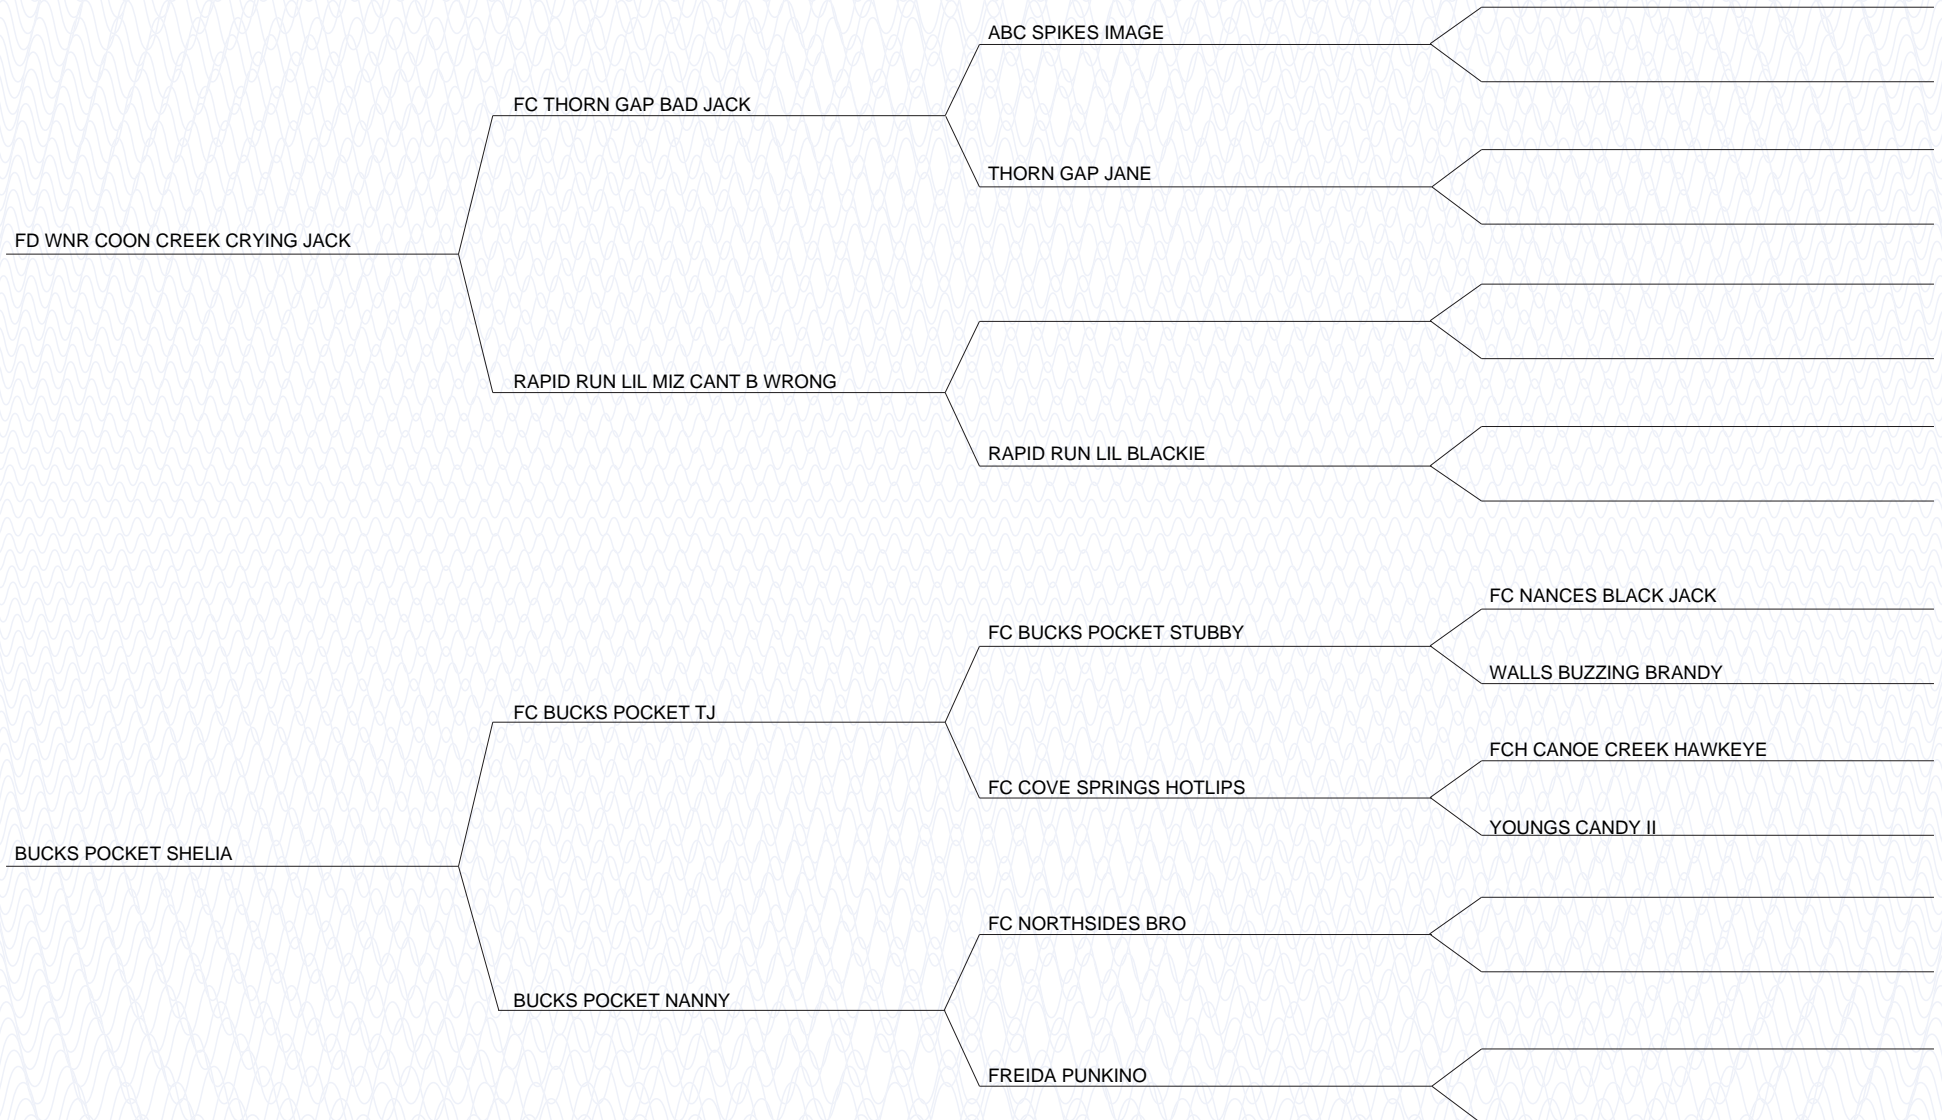 ABC SPIKES IMAGE
FC THORN GAP BAD JACK
THORN GAP JANE
FD WNR COON CREEK CRYING JACK
RAPID RUN LIL MIZ CANT B WRONG
RAPID RUN LIL BLACKIE
FC NANCES BLACK JACK
FC BUCKS POCKET STUBBY
WALLS BUZZING BRANDY
FC BUCKS POCKET TJ
FCH CANOE CREEK HAWKEYE
FC COVE SPRINGS HOTLIPS
YOUNGS CANDY II
BUCKS POCKET SHELIA
FC NORTHSIDES BRO
BUCKS POCKET NANNY
FREIDA PUNKINO